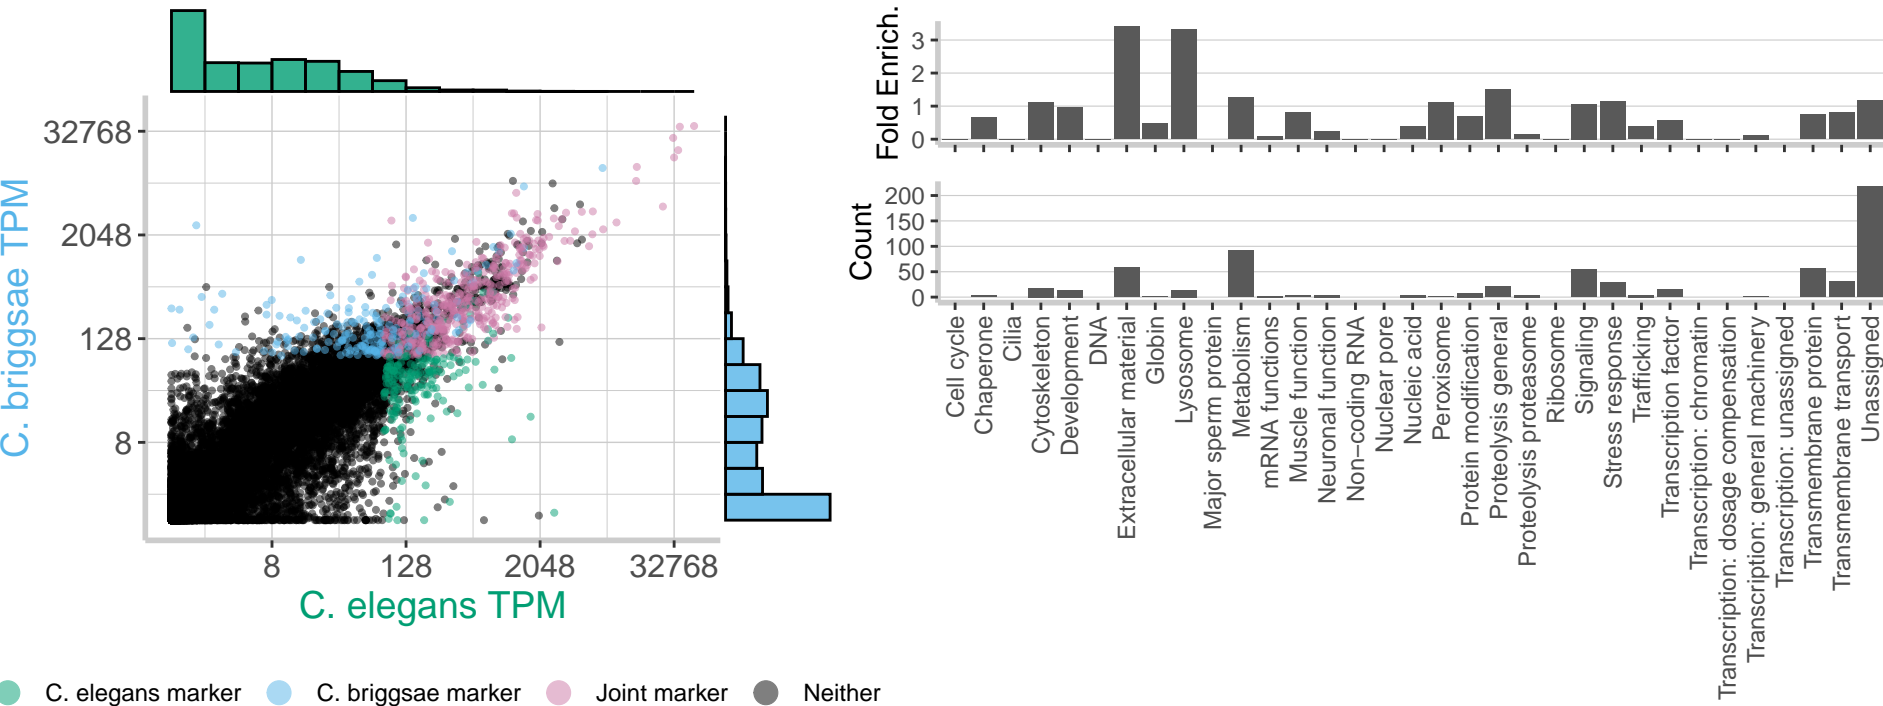 32768
2048
128
8
C. briggsae TPM
8
128
2048
32768
C. elegans TPM
C. elegans marker
C. briggsae marker
Joint marker
Neither
Fold Enrich.
3
2
1
0
Count
200
150
100
50
0
Cell cycle
Chaperone
Cilia
Cytoskeleton
Development
DNA
Extracellular material
Globin
Lysosome
Major sperm protein
Metabolism
mRNA functions
Muscle function
Neuronal function
Non−coding RNA
Nuclear pore
Nucleic acid
Peroxisome
Protein modification
Proteolysis general
Proteolysis proteasome
Ribosome
Signaling
Stress response
Trafficking
Transcription factor
Transcription: chromatin
Transcription: dosage compensation
Transcription: general machinery
Transcription: unassigned
Transmembrane protein
Transmembrane transport
Unassigned